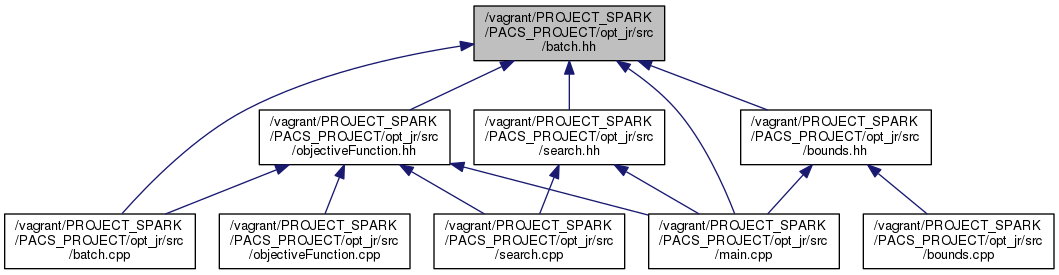 /vagrant/PROJECT_SPARK
/PACS_PROJECT/opt_jr/src
/batch.hh
/vagrant/PROJECT_SPARK
/PACS_PROJECT/opt_jr/src
/objectiveFunction.hh
/vagrant/PROJECT_SPARK
/PACS_PROJECT/opt_jr/src
/search.hh
/vagrant/PROJECT_SPARK
/PACS_PROJECT/opt_jr/src
/bounds.hh
/vagrant/PROJECT_SPARK
/PACS_PROJECT/opt_jr/src
/batch.cpp
/vagrant/PROJECT_SPARK
/PACS_PROJECT/opt_jr/src
/objectiveFunction.cpp
/vagrant/PROJECT_SPARK
/PACS_PROJECT/opt_jr/src
/search.cpp
/vagrant/PROJECT_SPARK
/PACS_PROJECT/opt_jr/src
/main.cpp
/vagrant/PROJECT_SPARK
/PACS_PROJECT/opt_jr/src
/bounds.cpp